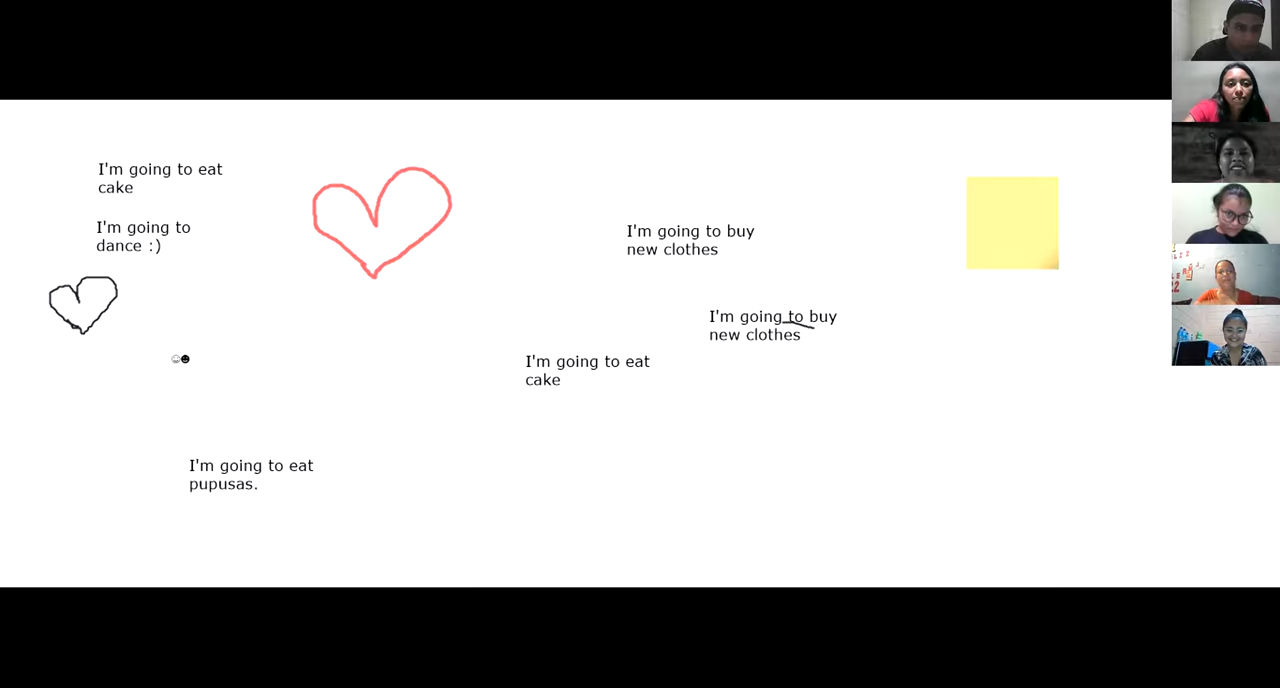 I'm going to eat
cake
I'm going to
dance :)
I'm going to buy
new clothes
I'm going to buy
new clothes
I'm going to eat
cake
I'm going to eat
pupusas.